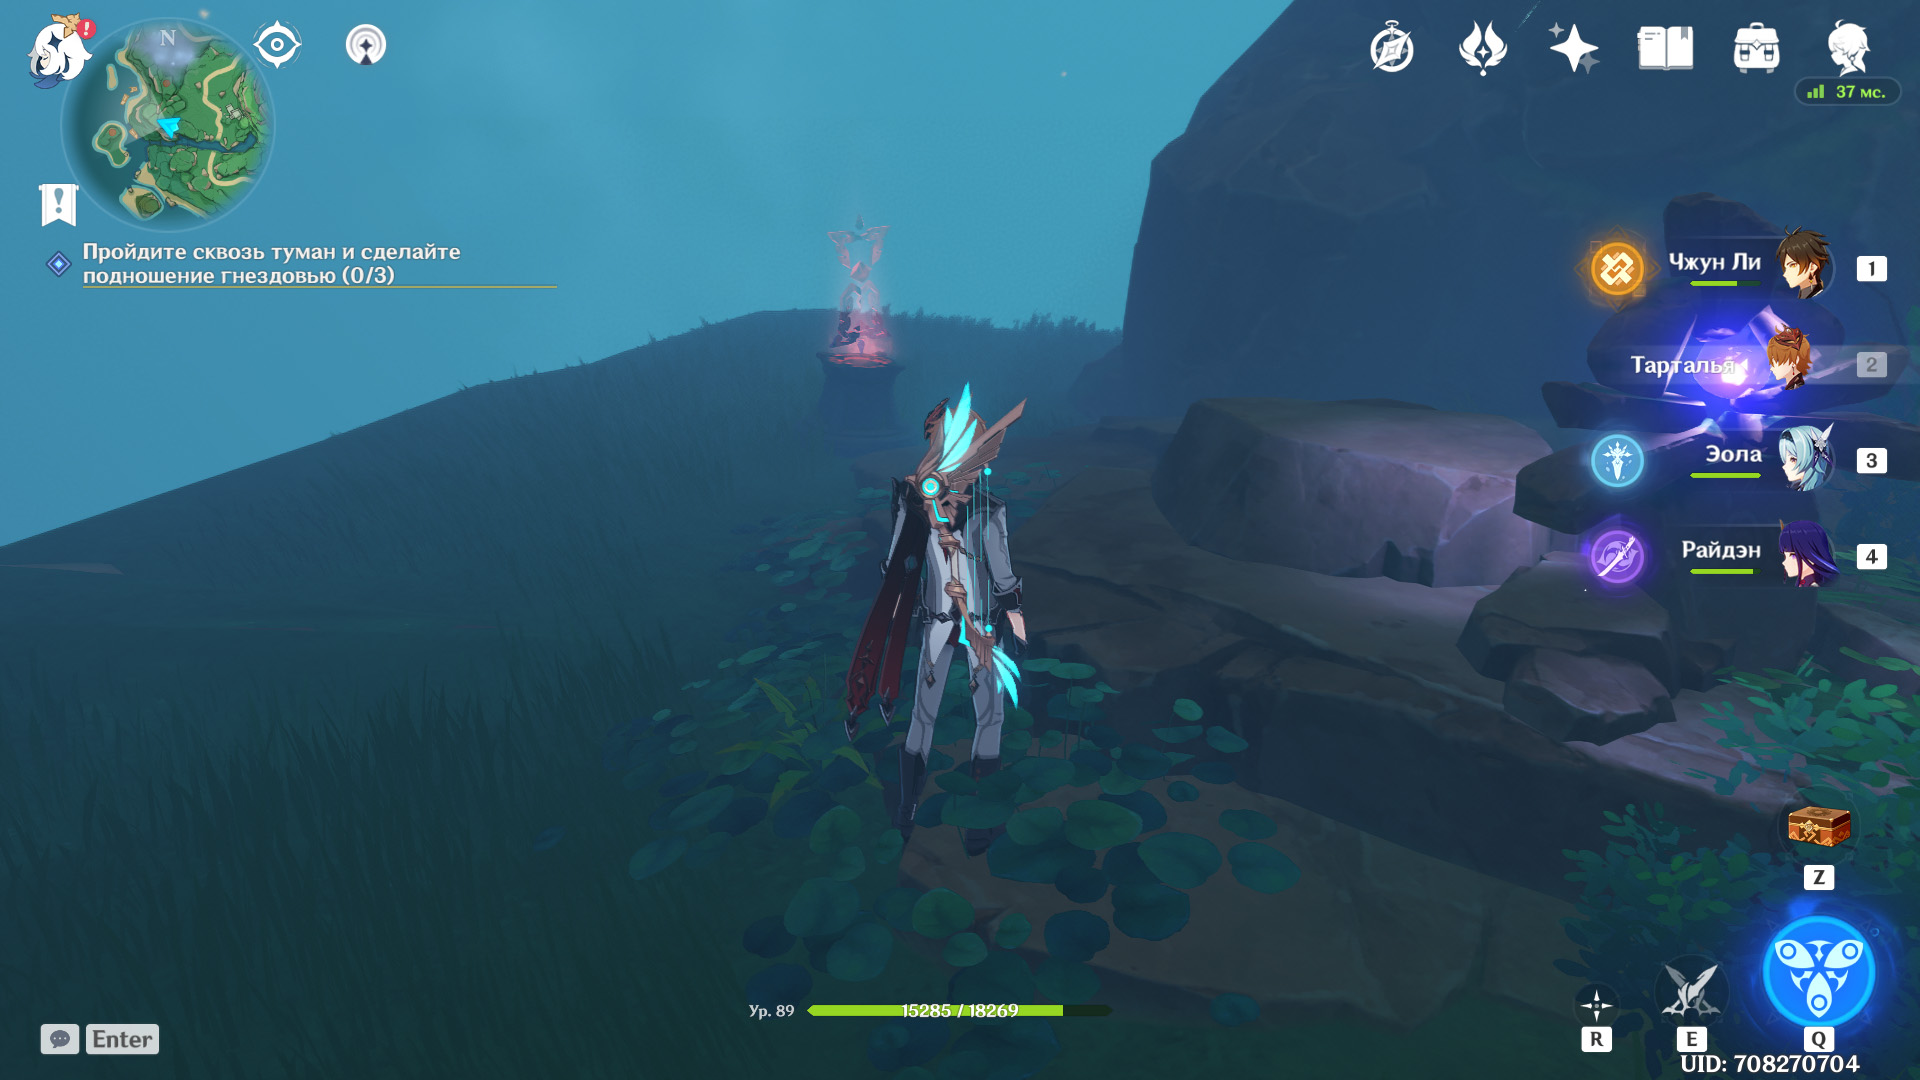 N
37 мс.
Пройдите сквозь туман и сделайте
подношение гнездовью (0/3)
Чжун Ли
1
Тарталья
2
Эола
3
Райдэн
4
Z
Ур. 89
15285 / 18269
Enter
R
E
Q
UID: 708270704